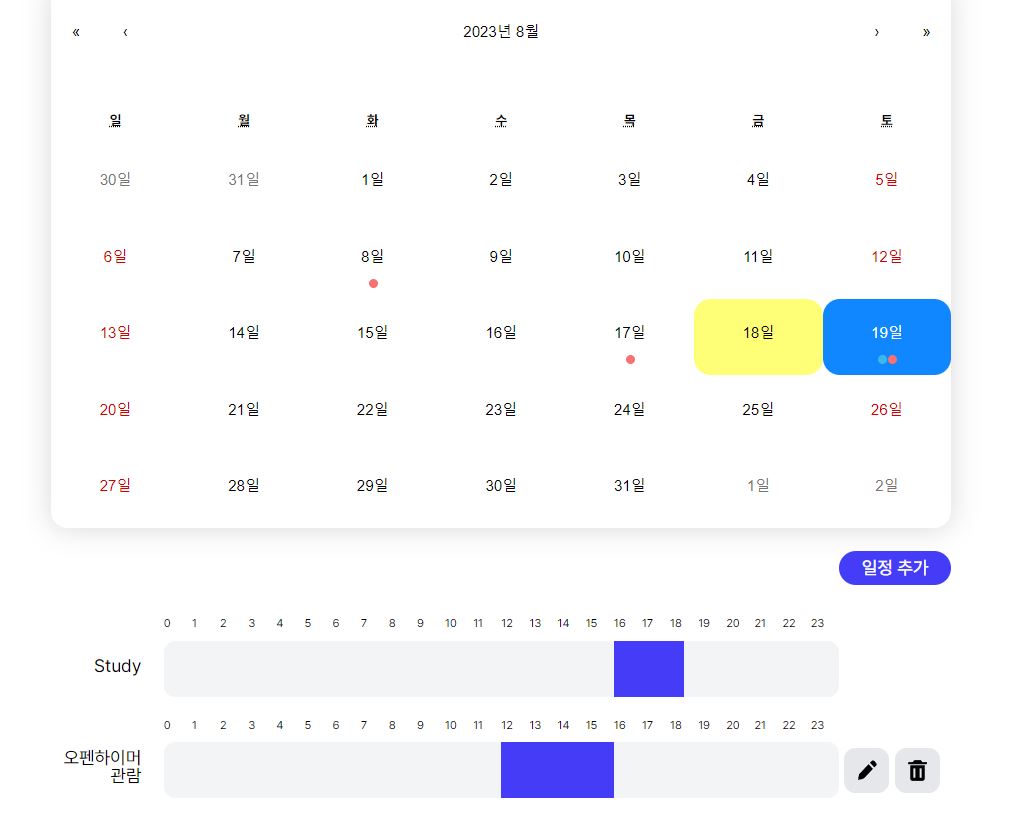 « ‹ 2023년 8월 › »
일 월 화 수 목 금 토
30일 31일 1일 2일 3일 4일 5일
6일 7일 8일 9일 10일 11일 12일
13일 14일 15일 16일 17일 18일 19일
20일 21일 22일 23일 24일 25일 26일
27일 28일 29일 30일 31일 1일 2일
일정 추가
0 1 2 3 4 5 6 7 8 9 10 11 12 13 14 15 16 17 18 19 20 21 22 23
Study
0 1 2 3 4 5 6 7 8 9 10 11 12 13 14 15 16 17 18 19 20 21 22 23
오펜하이머
관람